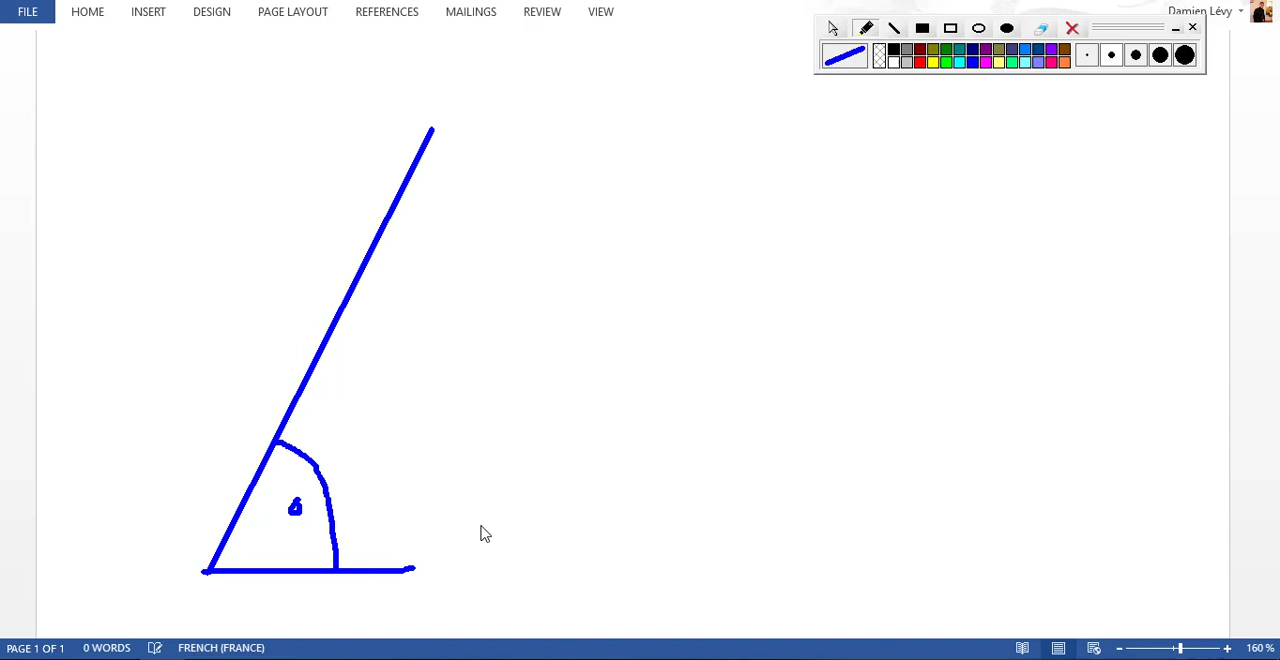 FILE HOME INSERT DESIGN PAGE LAYOUT REFERENCES MAILINGS REVIEW VIEW Damien Lévy
PAGE 1 OF 1 0 WORDS FRENCH (FRANCE) 160 %